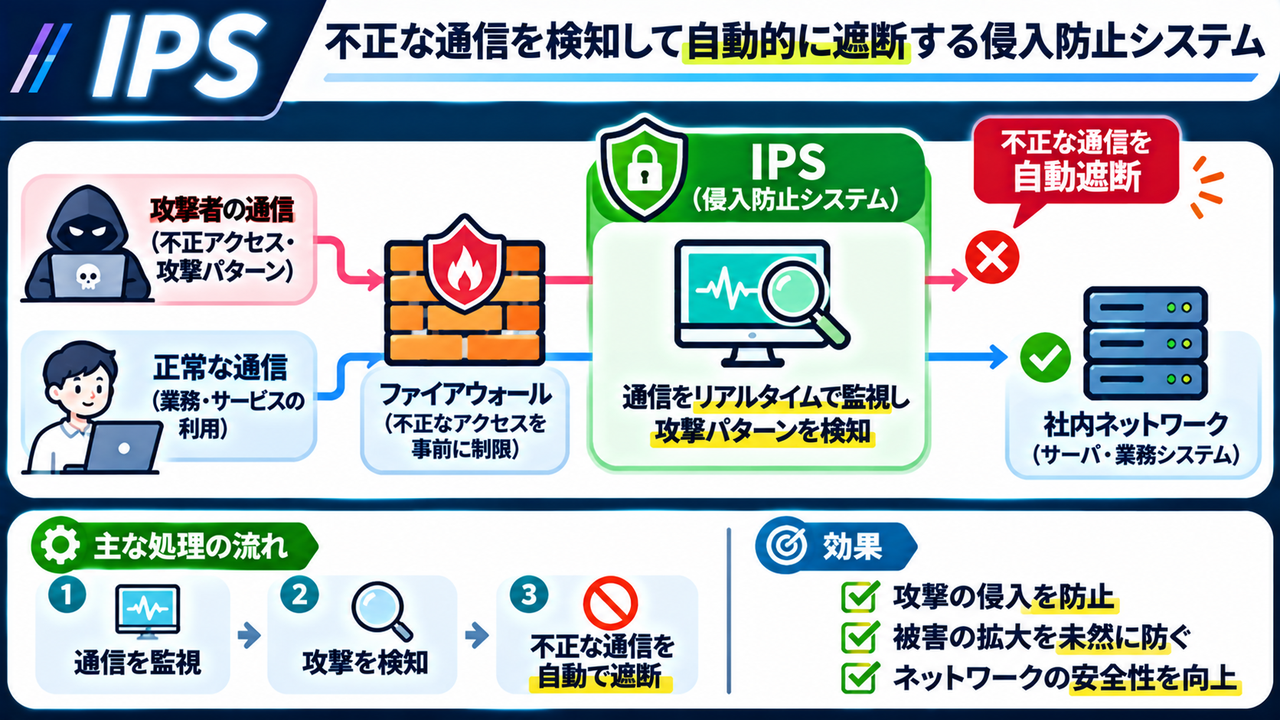 IPS
不正な通信を検知して自動的に遮断する侵入防止システム
攻撃者の通信
(不正アクセス・
攻撃パターン)
正常な通信
(業務・サービスの
利用)
ファイアウォール
(不正なアクセスを
事前に制限)
IPS
(侵入防止システム)
通信をリアルタイムで監視し
攻撃パターンを検知
不正な通信を
自動遮断
社内ネットワーク
(サーバ・業務システム)
主な処理の流れ
1
通信を監視
2
攻撃を検知
3
不正な通信を
自動で遮断
効果
攻撃の侵入を防止
被害の拡大を未然に防ぐ
ネットワークの安全性を向上